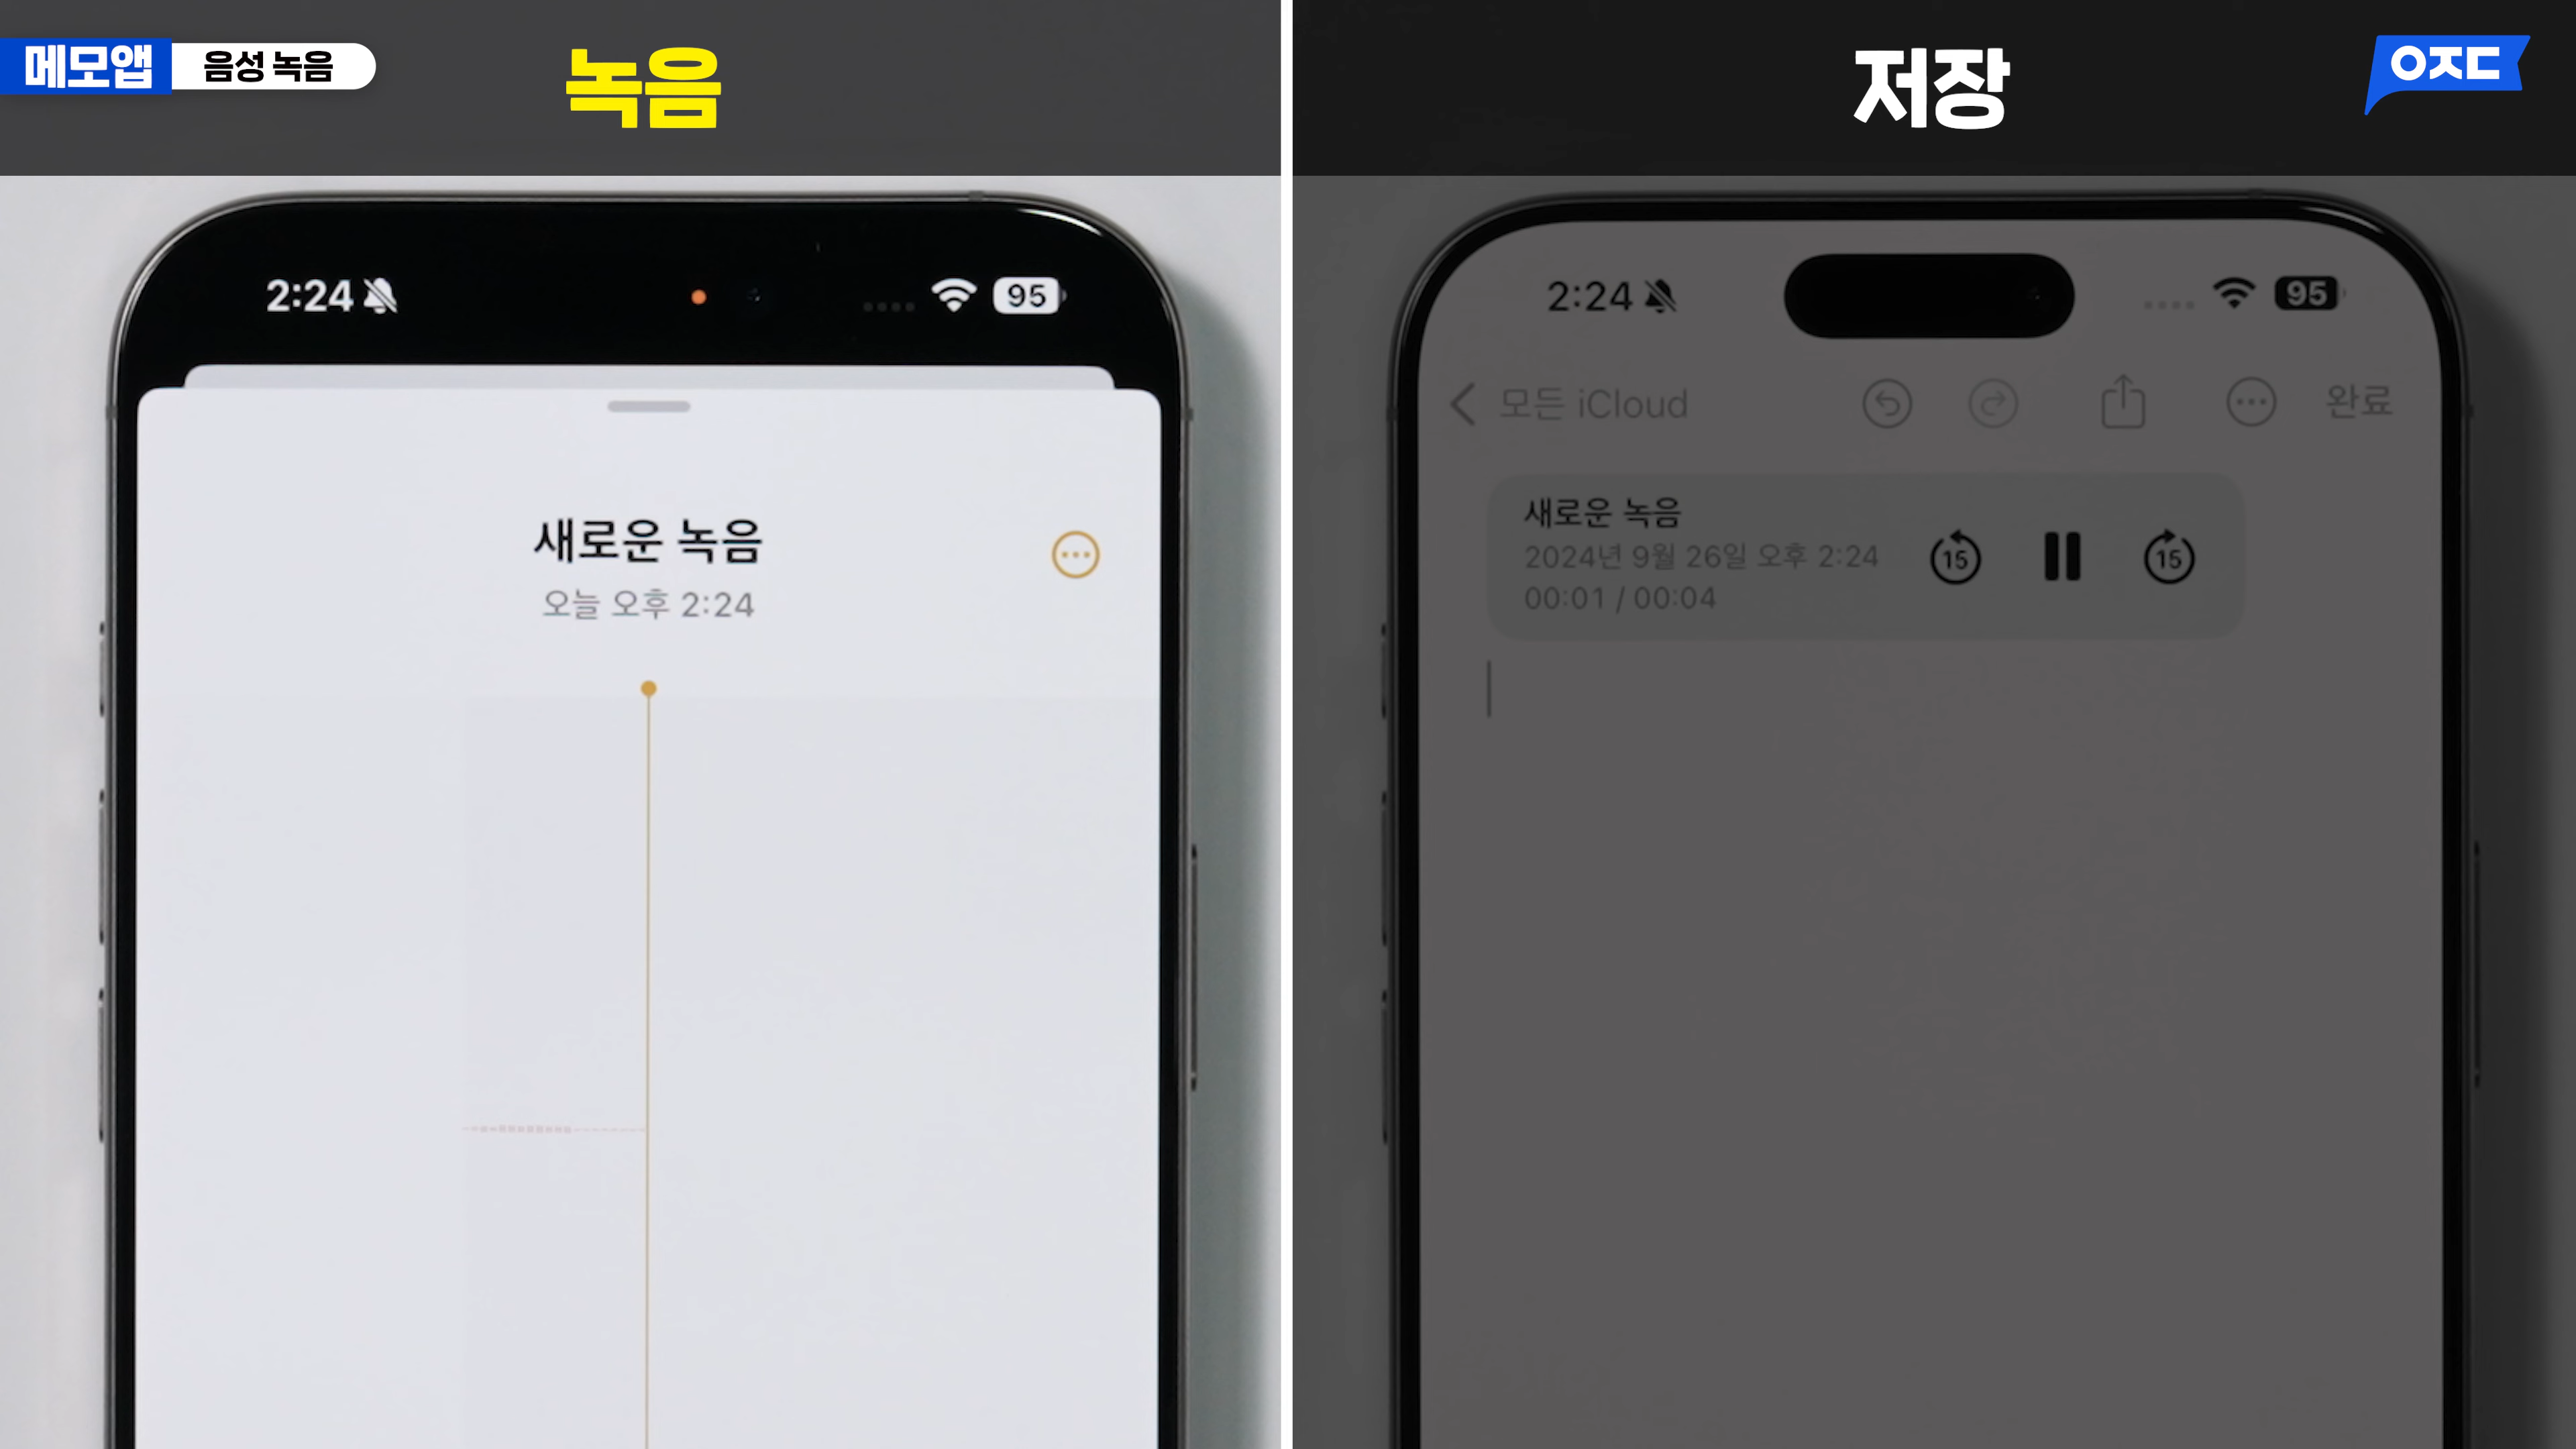 메모앱
음성 녹음
녹음
2:24
95
새로운 녹음
오늘 오후 2:24
저장
ㅇㅈㄷ
2:24
95
모든 iCloud
완료
새로운 녹음
2024년 9월 26일 오후 2:24
00:01 / 00:04
15
15